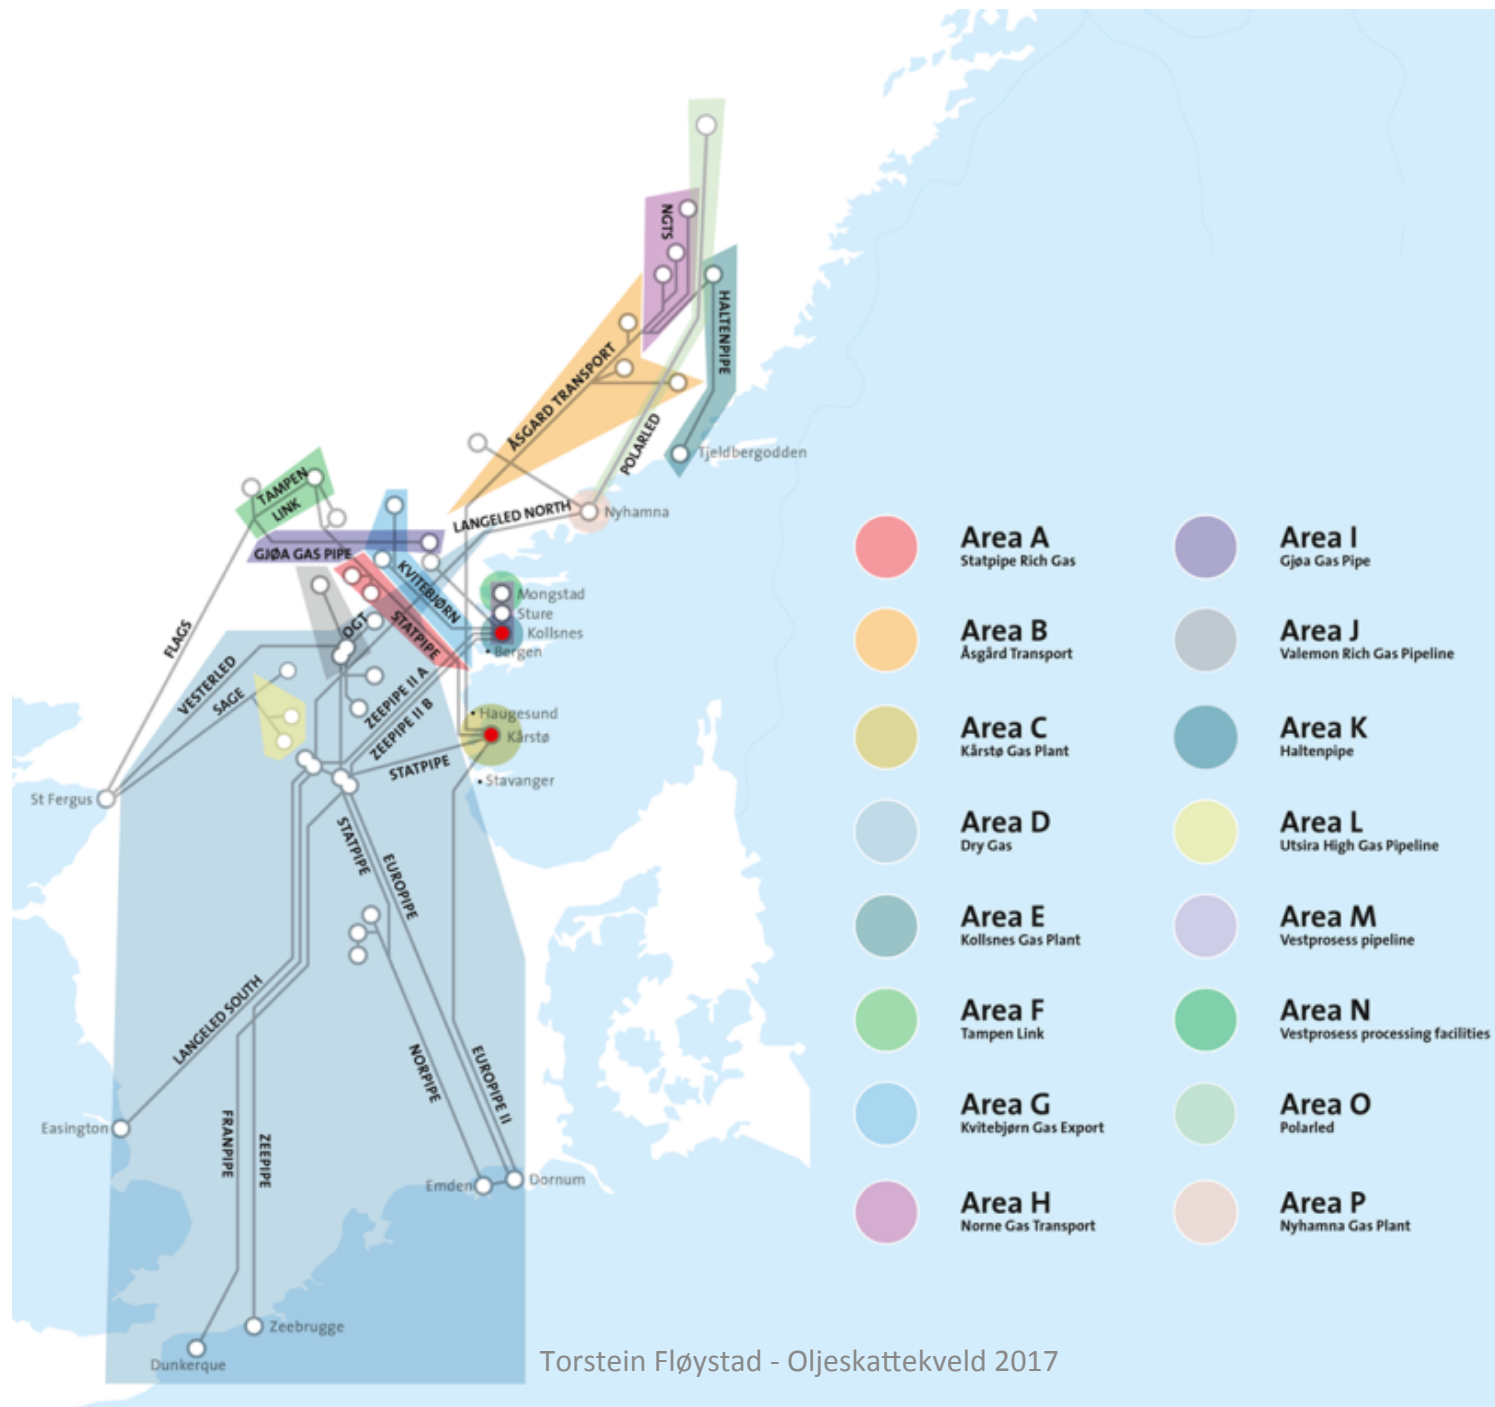 NGTS
HALTENPIPE
ÅSGARD TRANSPORT
POLARLED
Tjeldbergodden
TAMPEN
LINK
LANGELED NORTH
Nyhamna
GJØA GAS PIPE
KVITEBJØRN
Mongstad
Sture
Kollsnes
• Bergen
FLAGS
OGT
STATPIPE
VESTERLED
SAGE
ZEEPIPE II A
ZEEPIPE II B
• Haugesund
Kårstø
STATPIPE
• Stavanger
St Fergus
STATPIPE
EUROPIPE
LANGELED SOUTH
NORPIPE
EUROPIPE II
Easington
FRANPIPE
ZEEPIPE
Emden
Dornum
Zeebrugge
Dunkerque
Area A
Statpipe Rich Gas
Area B
Åsgard Transport
Area C
Kårstø Gas Plant
Area D
Dry Gas
Area E
Kollsnes Gas Plant
Area F
Tampen Link
Area G
Kvitebjørn Gas Export
Area H
Norne Gas Transport
Area I
Gjøa Gas Pipe
Area J
Valemon Rich Gas Pipeline
Area K
Haltenpipe
Area L
Utsira High Gas Pipeline
Area M
Vestprosess pipeline
Area N
Vestprosess processing facilities
Area O
Polarled
Area P
Nyhamna Gas Plant
Torstein Fløystad - Oljeskattekveld 2017